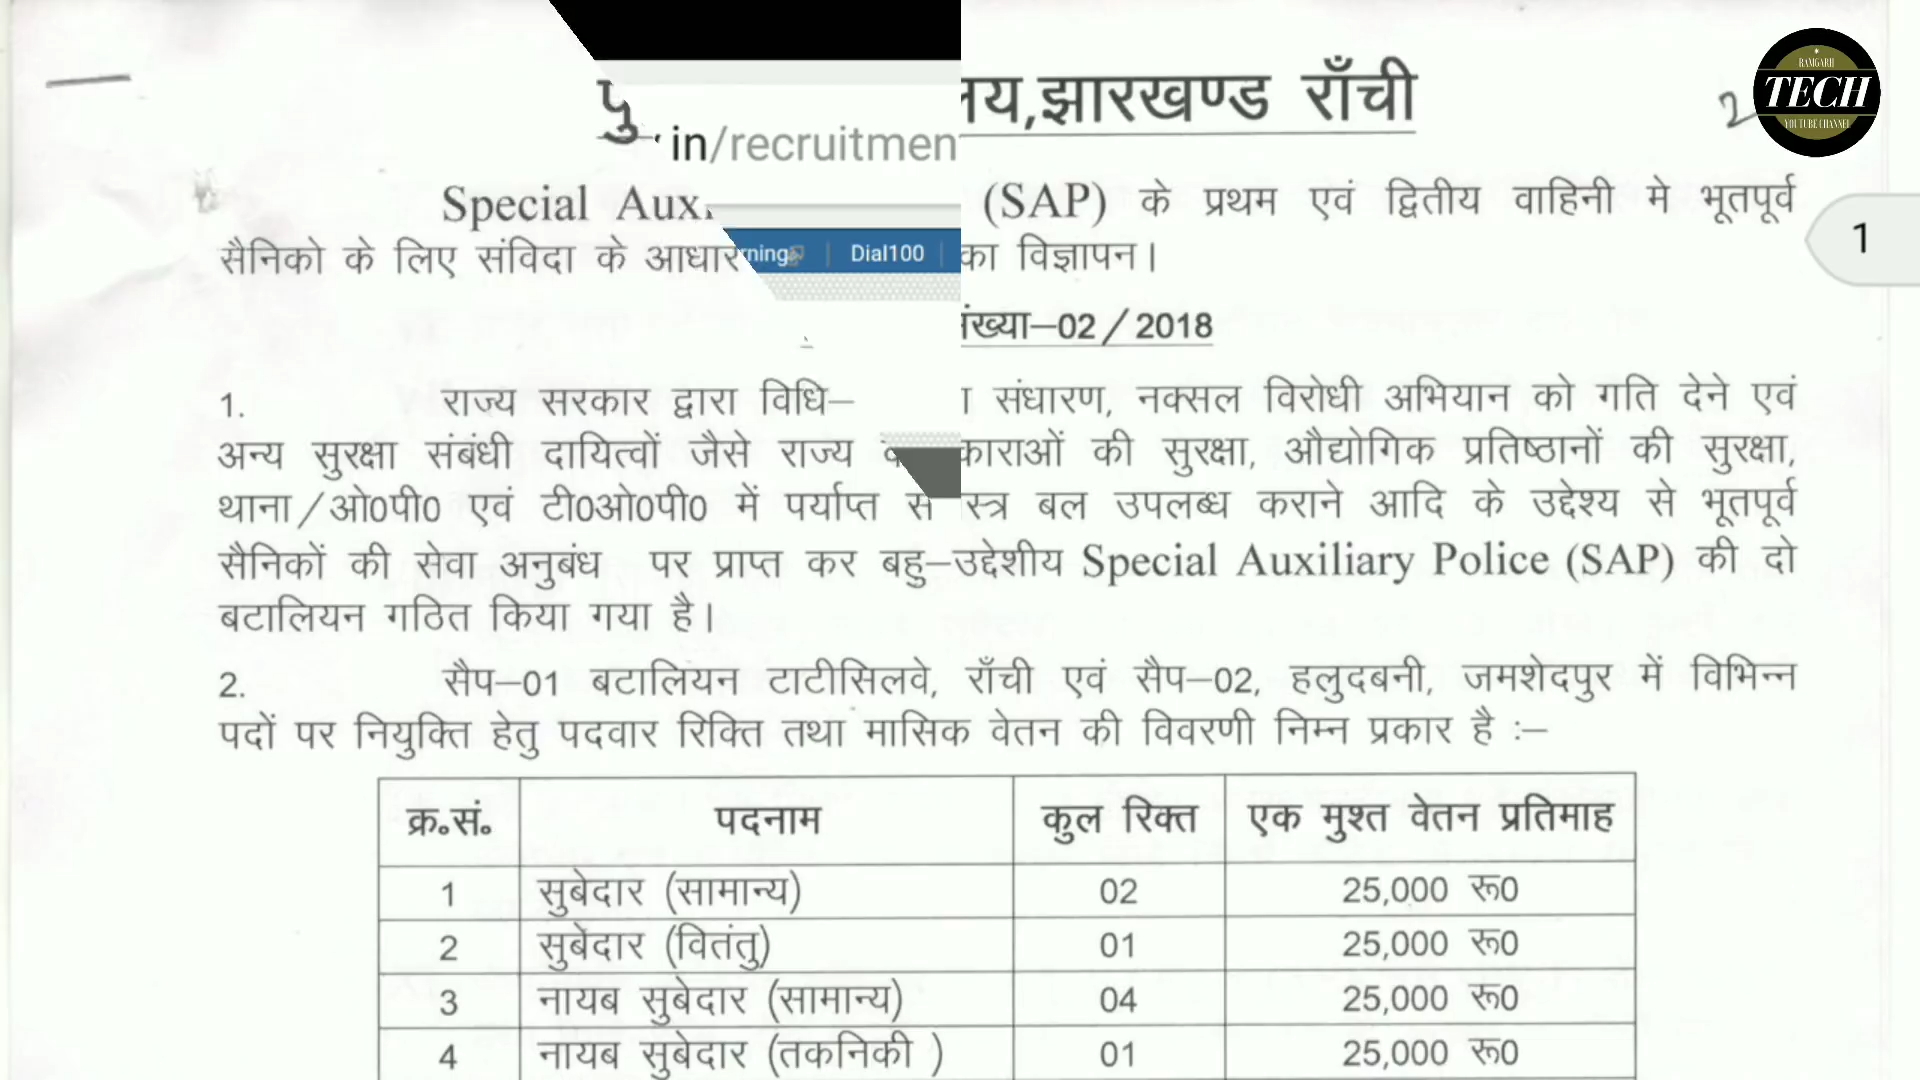 लय,झारखण्ड राँची
RAMGARH
TECH
YOUTUBE CHANNEL
in/recruitmen
Special Aux (SAP) के प्रथम एवं द्वितीय वाहिनी मे भूतपूर्व
1
सैनिको के लिए संविदा के आधार
rning
Dial100
का विज्ञापन।
संख्या–02/2018
1. राज्य सरकार द्वारा विधि– संधारण, नक्सल विरोधी अभियान को गति देने एवं
अन्य सुरक्षा संबंधी दायित्वों जैसे राज्य काराओं की सुरक्षा, औद्योगिक प्रतिष्ठानों की सुरक्षा,
थाना/ओ0पी0 एवं टी0ओ0पी0 में पर्याप्त स स्त्र बल उपलब्ध कराने आदि के उद्देश्य से भूतपूर्व
सैनिकों की सेवा अनुबंध पर प्राप्त कर बहु–उद्देशीय Special Auxiliary Police (SAP) की दो
बटालियन गठित किया गया है।
2. सैप–01 बटालियन टाटीसिलवे, राँची एवं सैप–02, हलुदबनी, जमशेदपुर में विभिन्न
पदों पर नियुक्ति हेतु पदवार रिक्ति तथा मासिक वेतन की विवरणी निम्न प्रकार है :–
क्र०सं० पदनाम कुल रिक्त एक मुश्त वेतन प्रतिमाह
1 सुबेदार (सामान्य) 02 25,000 रू0
2 सुबेदार (वितंतु) 01 25,000 रू0
3 नायब सुबेदार (सामान्य) 04 25,000 रू0
4 नायब सुबेदार (तकनिकी ) 01 25,000 रू0